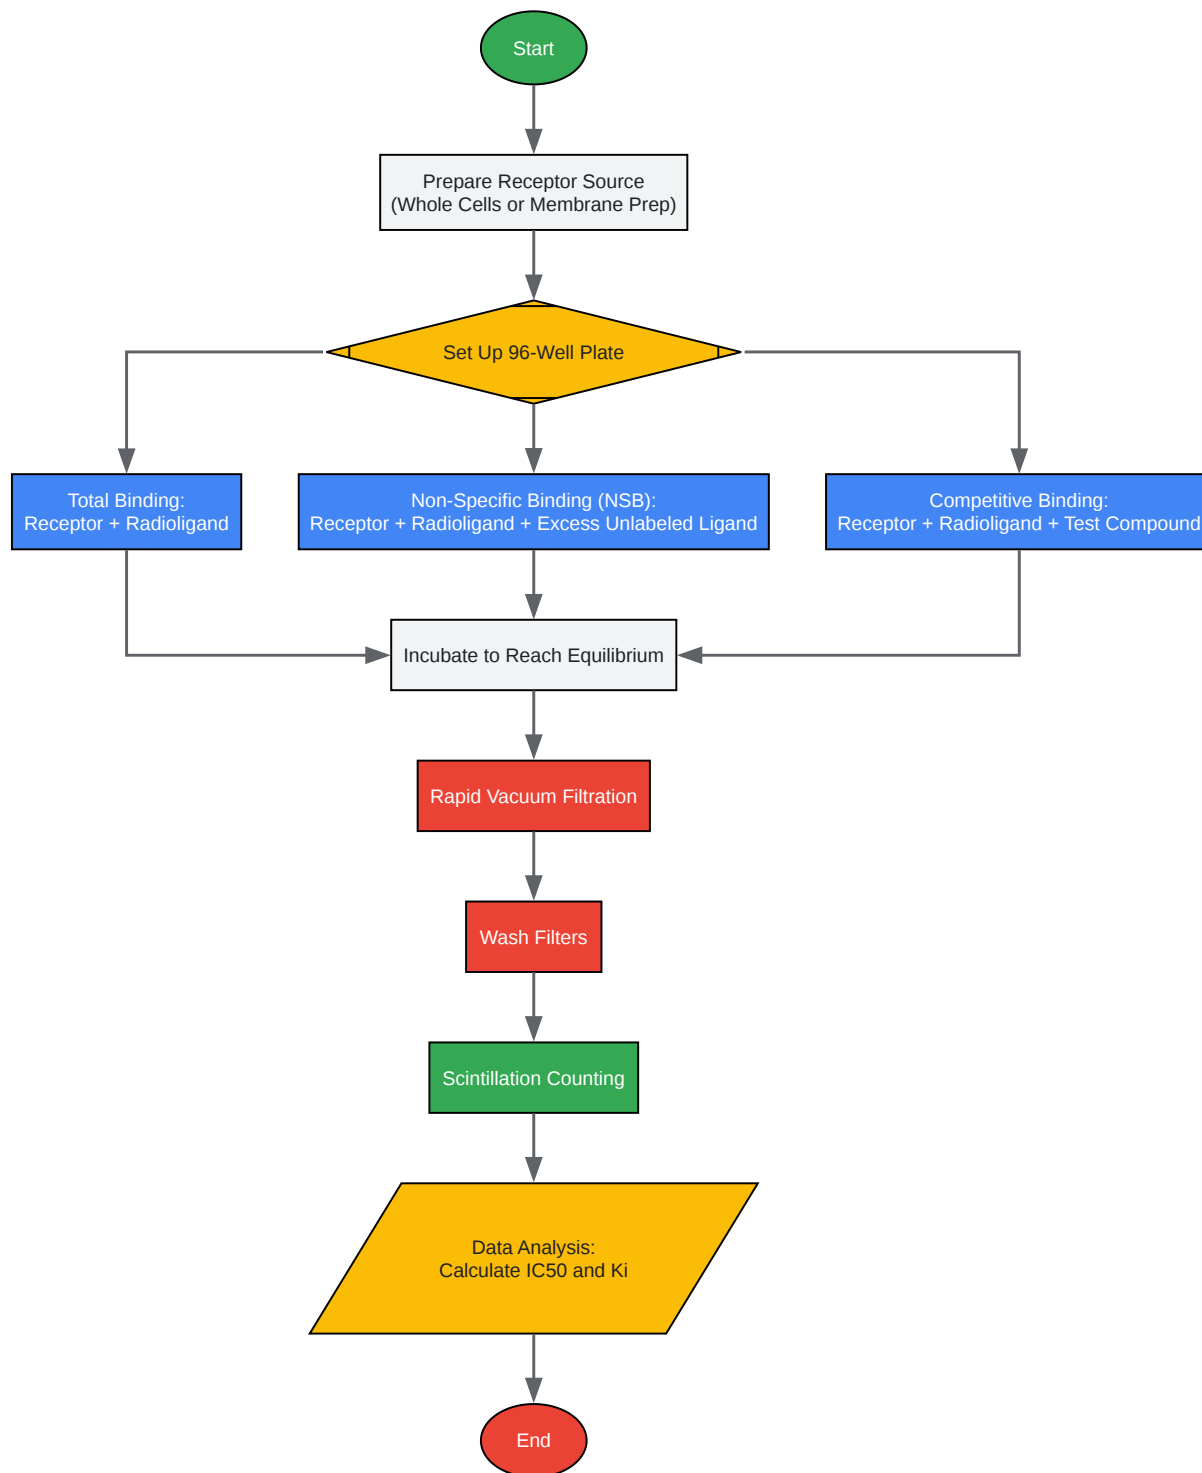 Start
Prepare Receptor Source
(Whole Cells or Membrane Prep)
Set Up 96-Well Plate
Total Binding:
Receptor + Radioligand
Non-Specific Binding (NSB):
Receptor + Radioligand + Excess Unlabeled Ligand
Competitive Binding:
Receptor + Radioligand + Test Compound
Incubate to Reach Equilibrium
Rapid Vacuum Filtration
Wash Filters
Scintillation Counting
Data Analysis:
Calculate IC50 and Ki
End